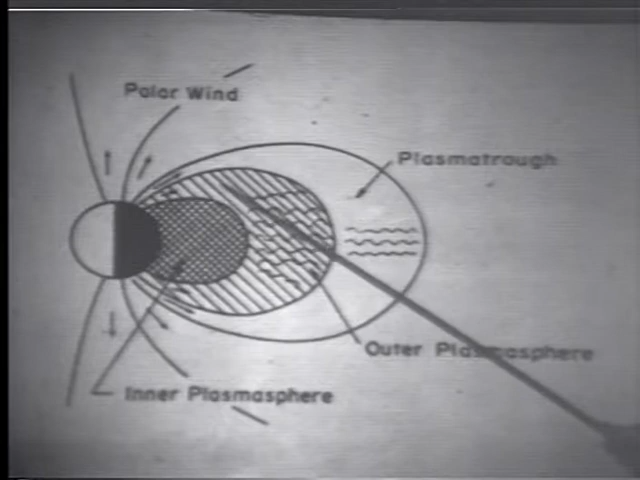 Polar Wind
Plasmatrough
Outer Plasmasphere
Inner Plasmasphere